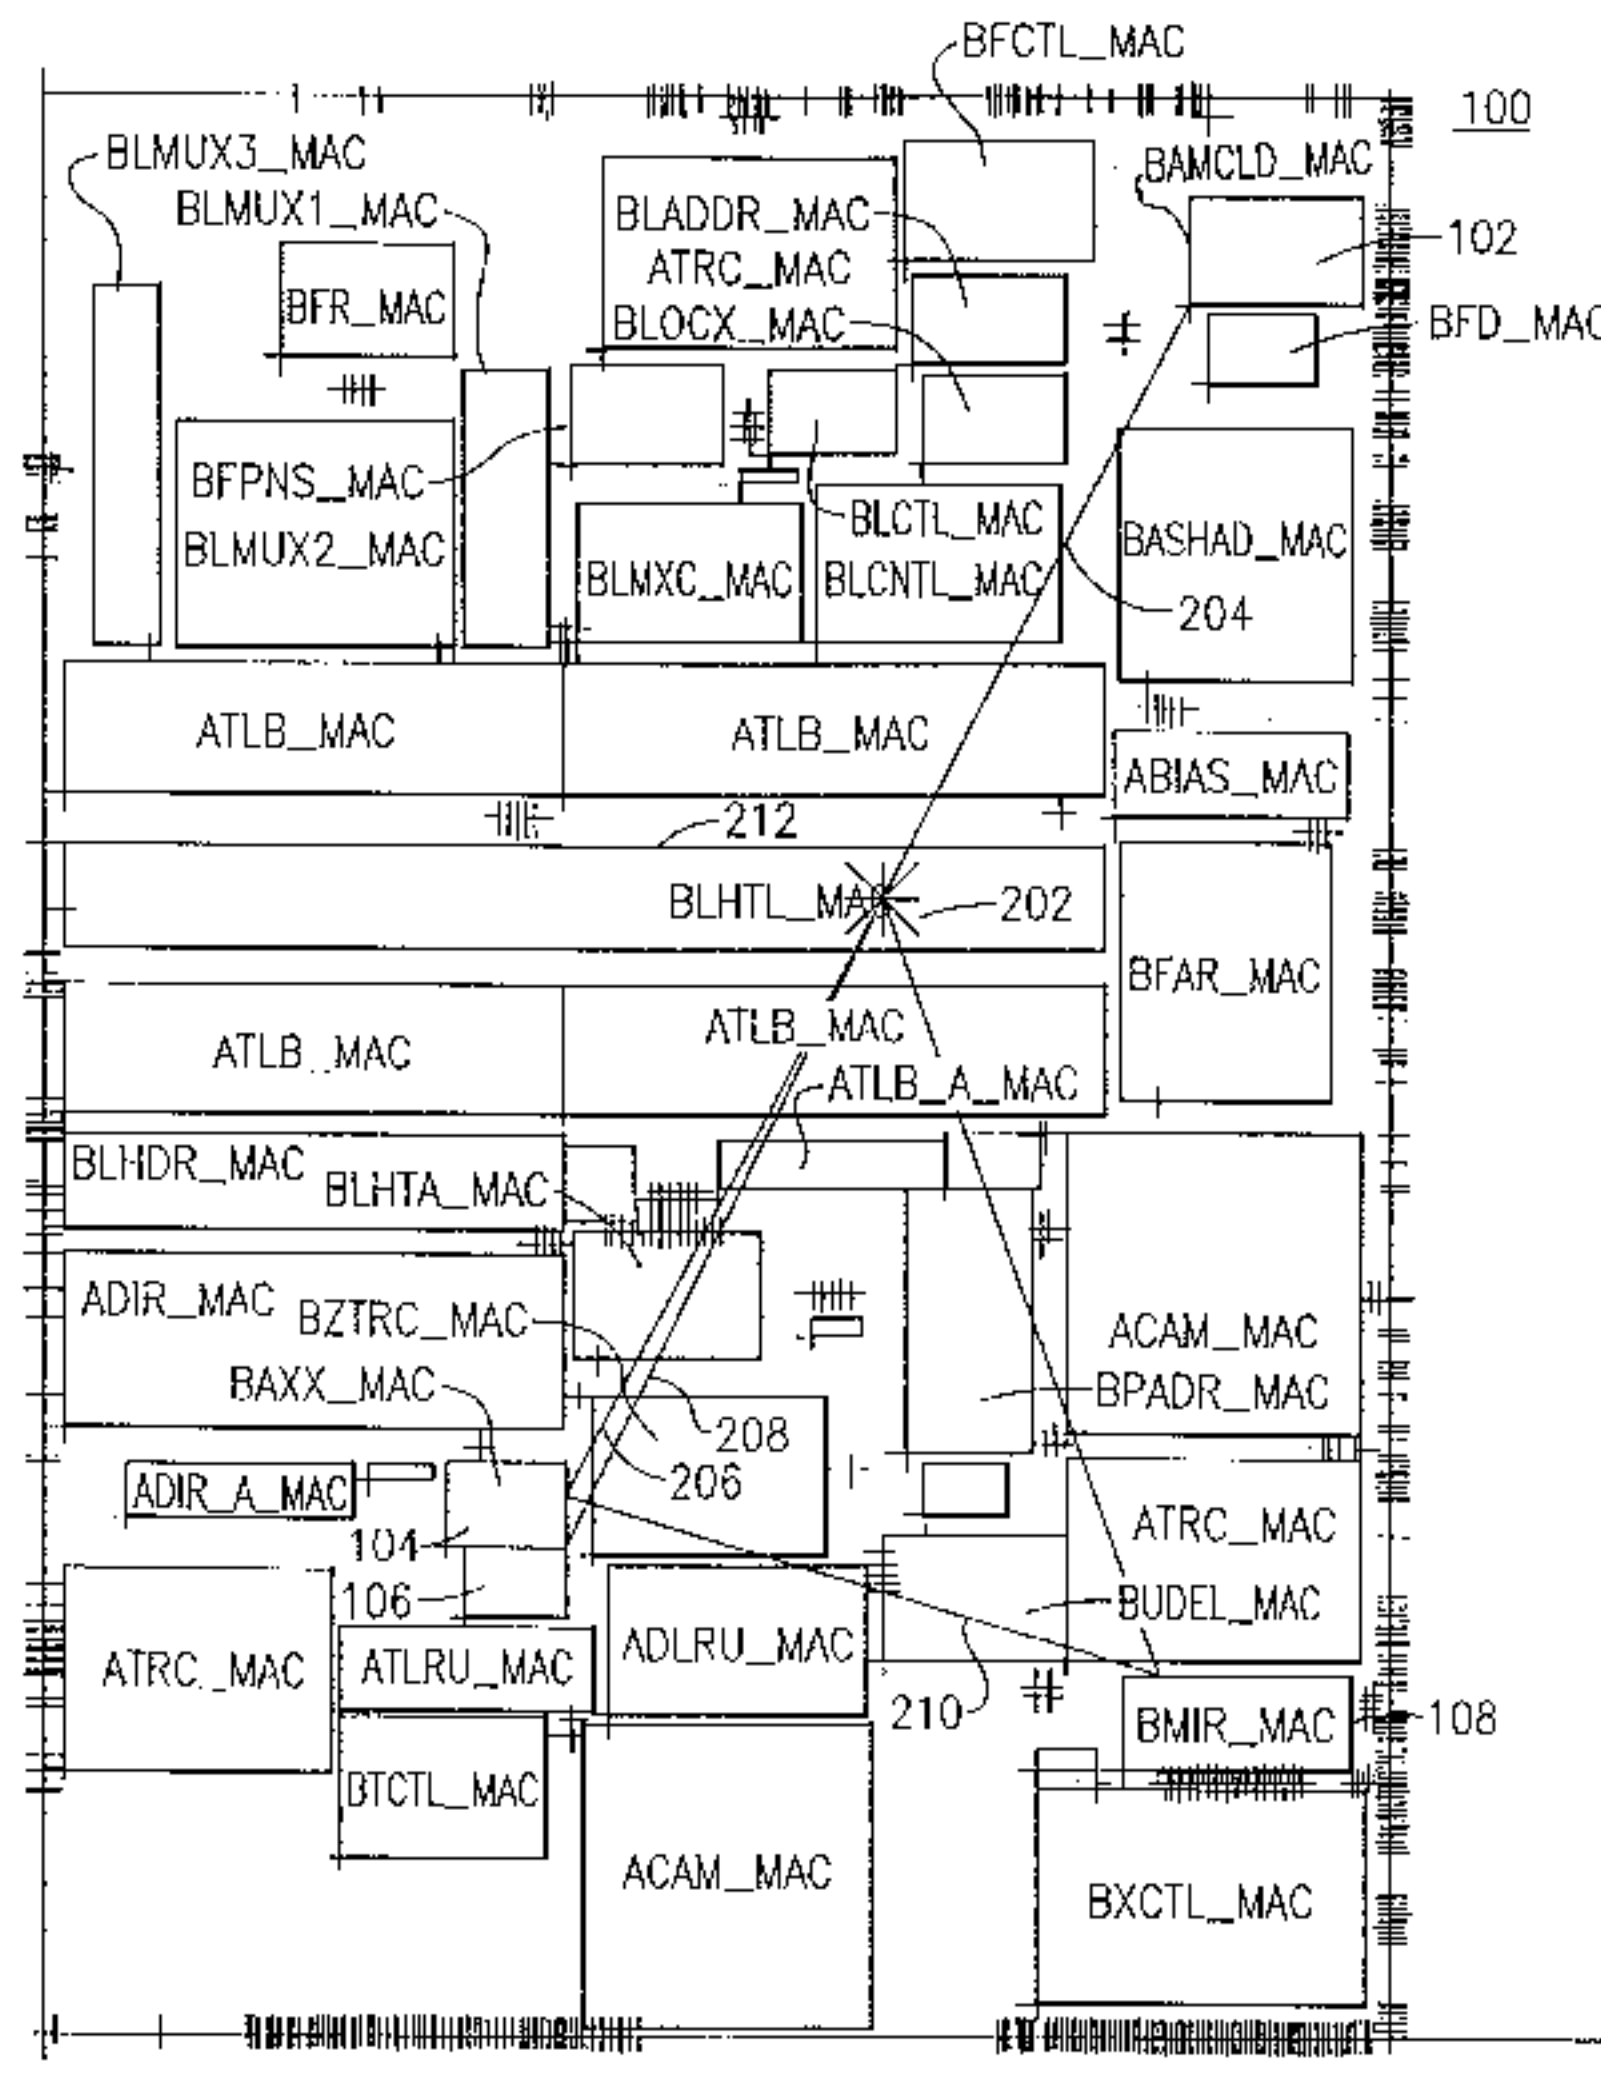 BFCTL_MAC
100
BLMUX3_MAC
BAMCLD_MAC
BLMUX1_MAC
BLADDR_MAC
102
ATRC_MAC
BFR_MAC
BLOCX_MAC
BFD_MAC
BFPNS_MAC
BLCTL_MAC
BLMUX2_MAC
BASHAD_MAC
BLMXC_MAC
BLCNTL_MAC
204
ATLB_MAC
ATLB_MAC
ABIAS_MAC
212
BLHTL_MAC
202
BFAR_MAC
ATLB_MAC
ATLB_MAC
ATLB_A_MAC
BLHDR_MAC
BLHTA_MAC
ADIR_MAC
BZTRC_MAC
ACAM_MAC
BAXX_MAC
BPADR_MAC
208
206
ADIR_A_MAC
ATRC_MAC
104
106
BUDEL_MAC
ADLRU_MAC
ATRC_MAC
ATLRU_MAC
210
BMIR_MAC
108
BTCTL_MAC
ACAM_MAC
BXCTL_MAC